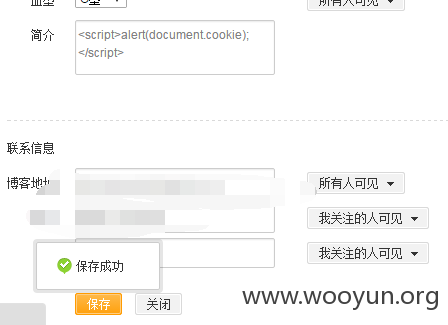 血型
O型
所有人可见
简介
<script>alert(document.cookie);
</script>
联系信息
博客地址
所有人可见
我关注的人可见
保存成功
我关注的人可见
保存
关闭
www.wooyun.org